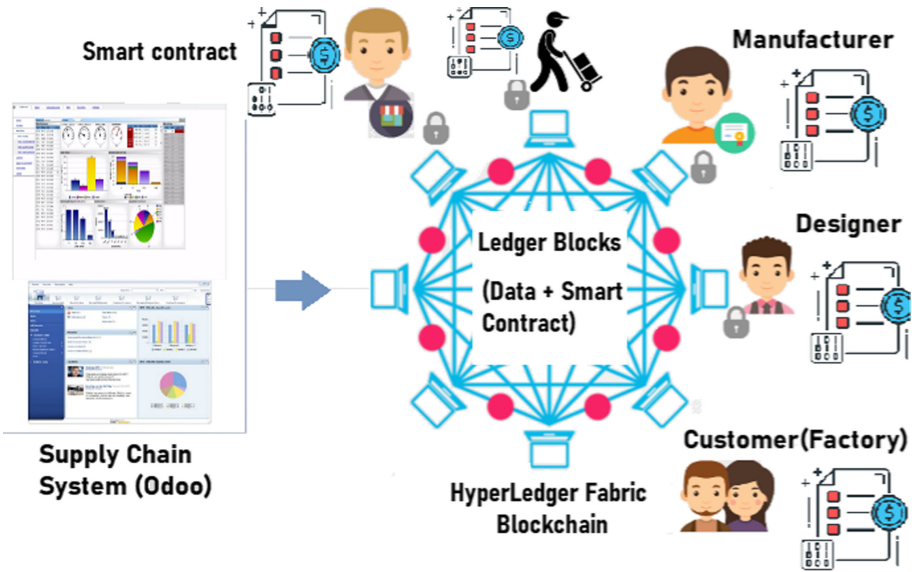 Smart contract
Manufacturer
Designer
Ledger Blocks
(Data + Smart
Contract)
Supply Chain
System (Odoo)
HyperLedger Fabric
Blockchain
Customer(Factory)